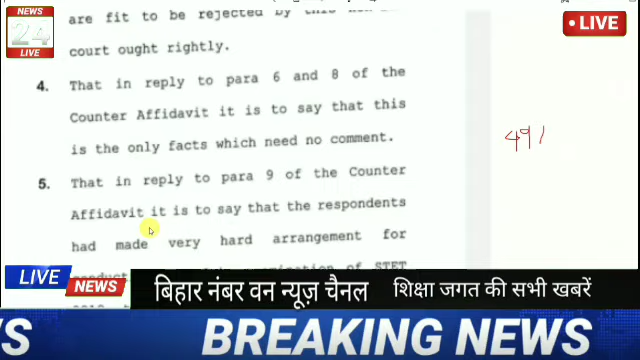 NEWS
24
LIVE
LIVE
are fit to be rejected by this
court ought rightly.
4. That in reply to para 6 and 8 of the
Counter Affidavit it is to say that this
is the only facts which need no comment.
491
5. That in reply to para 9 of the Counter
Affidavit it is to say that the respondents
had made very hard arrangement for
of STET
LIVE NEWS
बिहार नंबर वन न्यूज़ चैनल शिक्षा जगत की सभी खबरें
S BREAKING NEWS